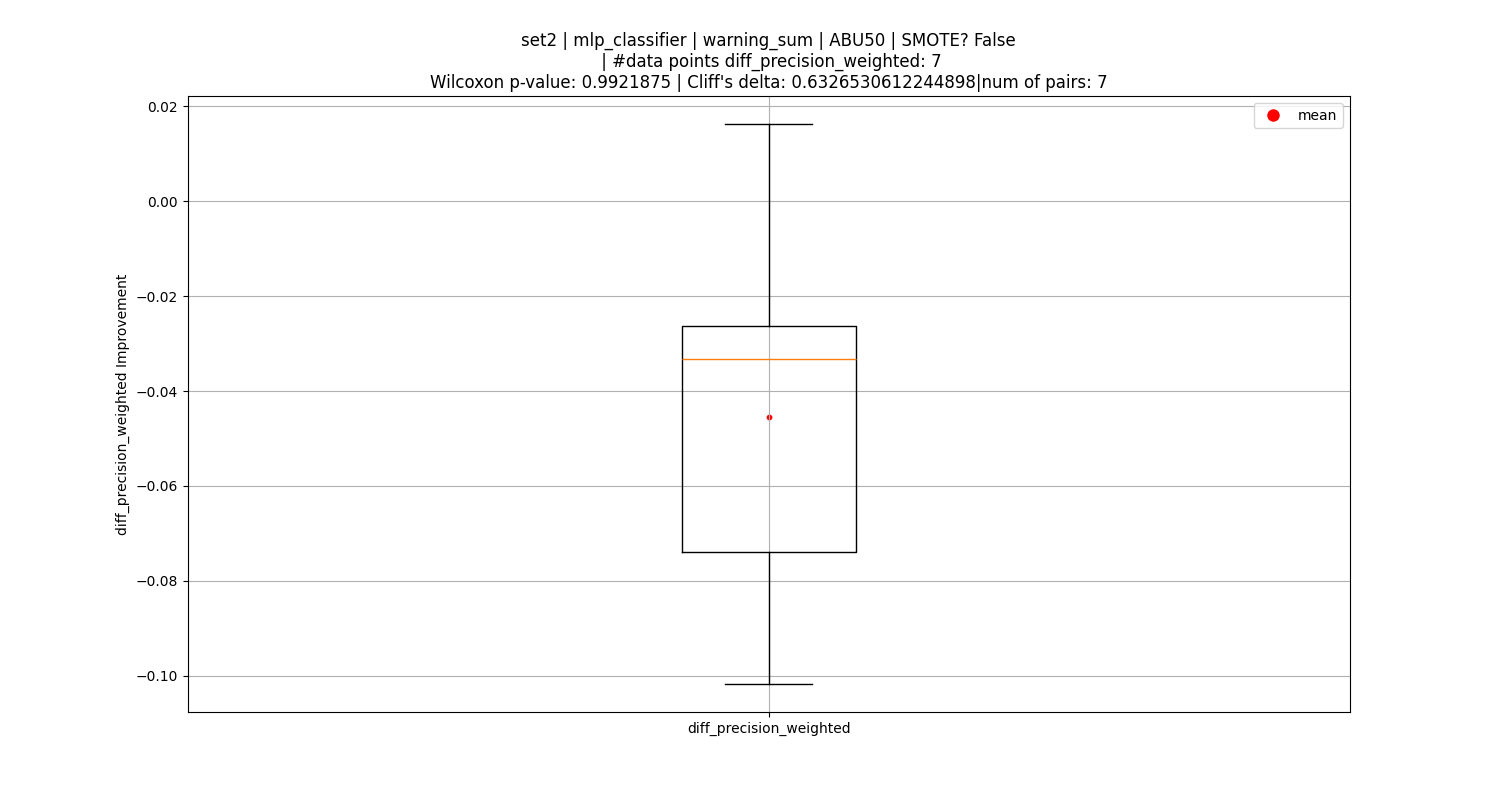 set2 | mlp_classifier | warning_sum | ABU50 | SMOTE? False
| #data points diff_precision_weighted: 7
Wilcoxon p-value: 0.9921875 | Cliff's delta: 0.6326530612244898|num of pairs: 7
mean
0.02
0.00
−0.02
−0.04
−0.06
−0.08
−0.10
diff_precision_weighted Improvement
diff_precision_weighted